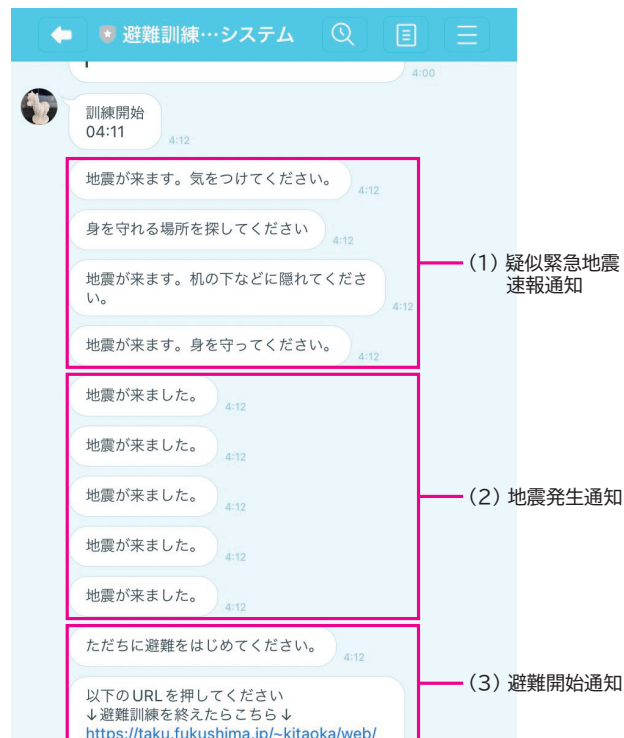 避難訓練…システム
4:00
訓練開始
04:11
4:12
地震が来ます。気をつけてください。
4:12
身を守れる場所を探してください
4:12
地震が来ます。机の下などに隠れてくださ
い。
4:12
地震が来ます。身を守ってください。
4:12
(1) 疑似緊急地震
速報通知
地震が来ました。
4:12
地震が来ました。
4:12
地震が来ました。
4:12
地震が来ました。
4:12
地震が来ました。
4:12
(2) 地震発生通知
ただちに避難をはじめてください。
4:12
以下のURLを押してください
↓避難訓練を終えたらこちら↓
https://taku.fukushima.jp/~kitaoka/web/
(3) 避難開始通知